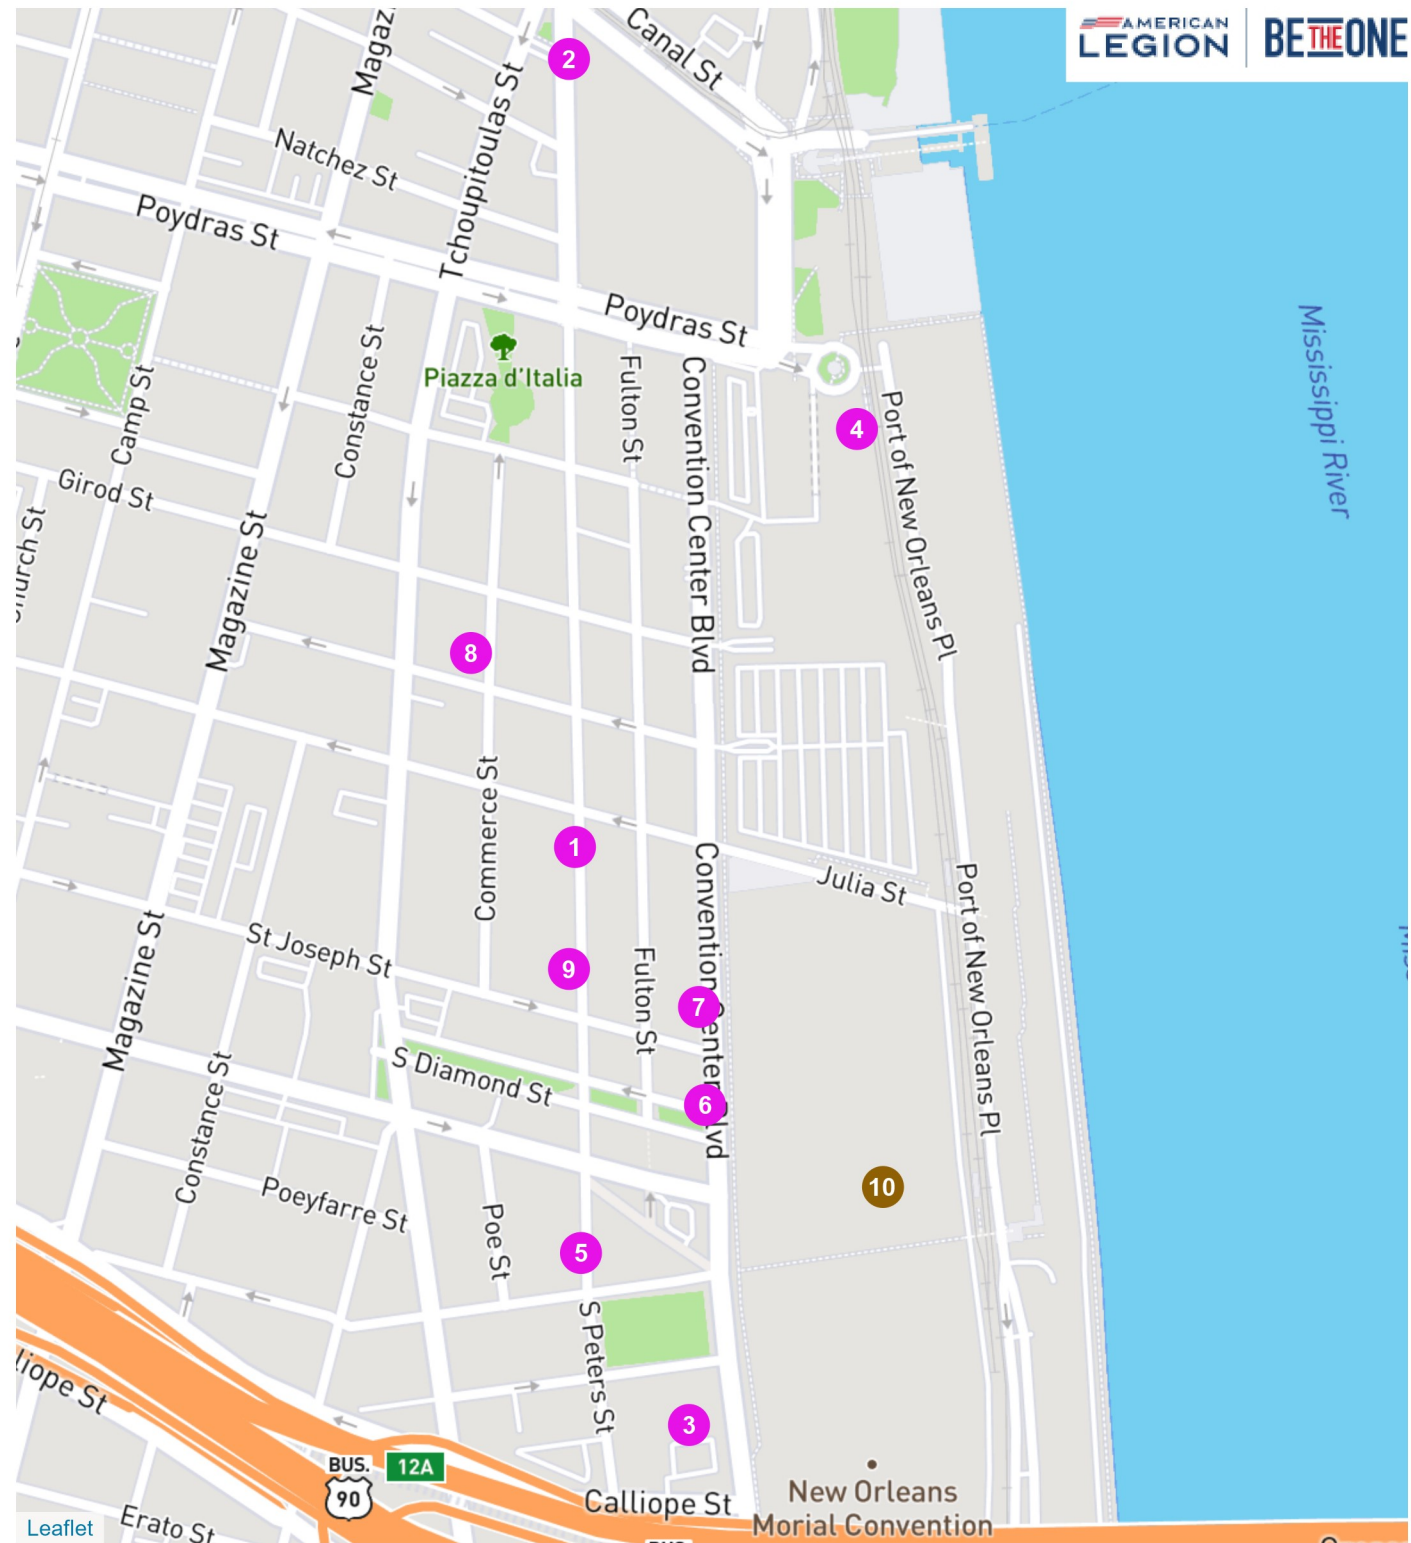 AMERICAN
LEGION
BE THE ONE
Canal St
Magaz
2
Tchoupitoulas St
Natchez St
Poydras St
Poydras St
Mississippi River
Constance St
Piazza d'Italia
Fulton St
Convention Center Blvd
Camp St
4
Port of New Orleans Pl
Girod St
Church St
Magazine St
8
Commerce St
1
Convention Center Blvd
Julia St
Port of New Orleans Pl
St Joseph St
Magazine St
9
Fulton St
7
S Diamond St
6
Constance St
10
Poeyfarre St
Poe St
5
S Peters St
liope St
3
BUS.
90
12A
New Orleans
Morial Convention
Calliope St
Erato St
Leaflet